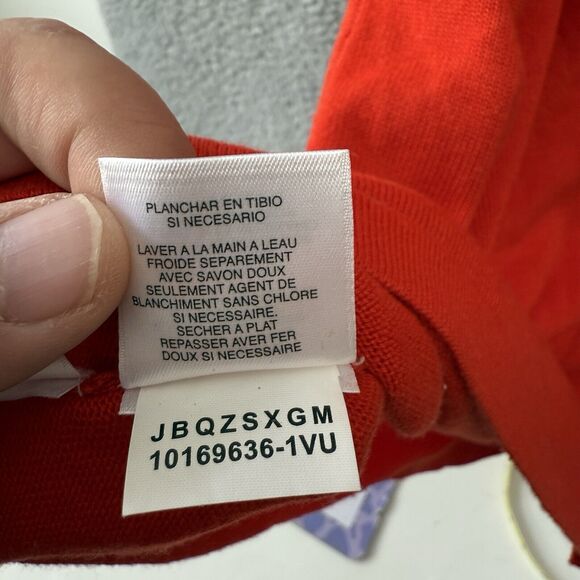 PLANCHAR EN TIBIO
SI NECESARIO
LAVER A LA MAIN A LEAU
FROIDE SEPAREMENT
AVEC SAVON DOUX
SEULEMENT AGENT DE
BLANCHIMENT SANS CHLORE
SI NECESSAIRE.
SECHER A PLAT
REPASSER AVER FER
DOUX SI NECESSAIRE
JBQZSXGM
10169636-1VU